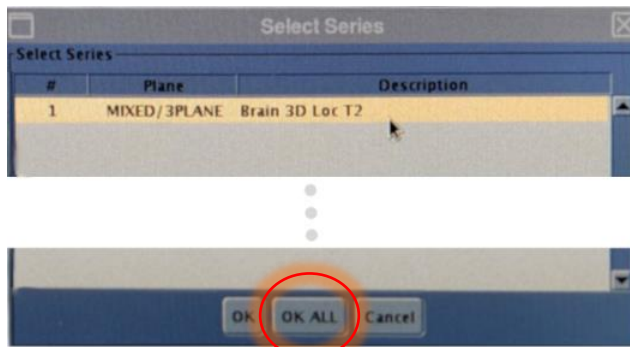 Select Series
Select Series
# Plane Description
1 MIXED/3PLANE Brain 3D Loc T2
OK OK ALL Cancel